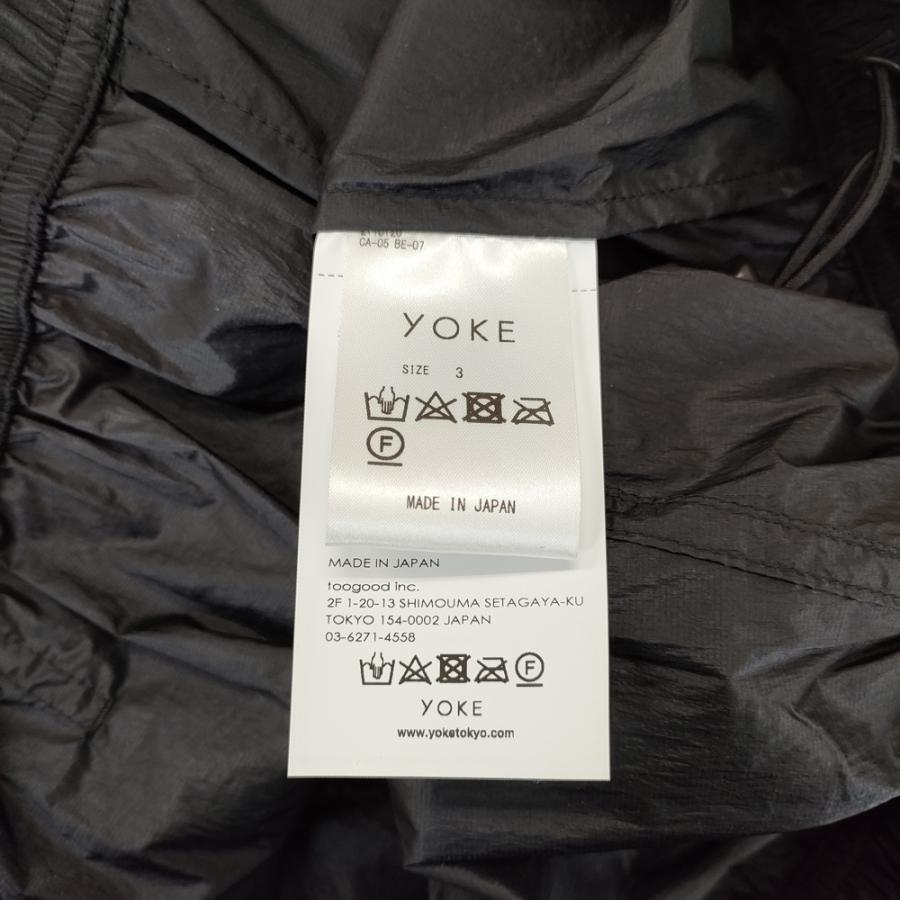 CA-05 BE-07
YOKE
SIZE 3
F
MADE IN JAPAN
MADE IN JAPAN
toogood inc.
2F 1-20-13 SHIMOUMA SETAGAYA-KU
TOKYO 154-0002 JAPAN
03-6271-4558
F
YOKE
www.yoketokyo.com